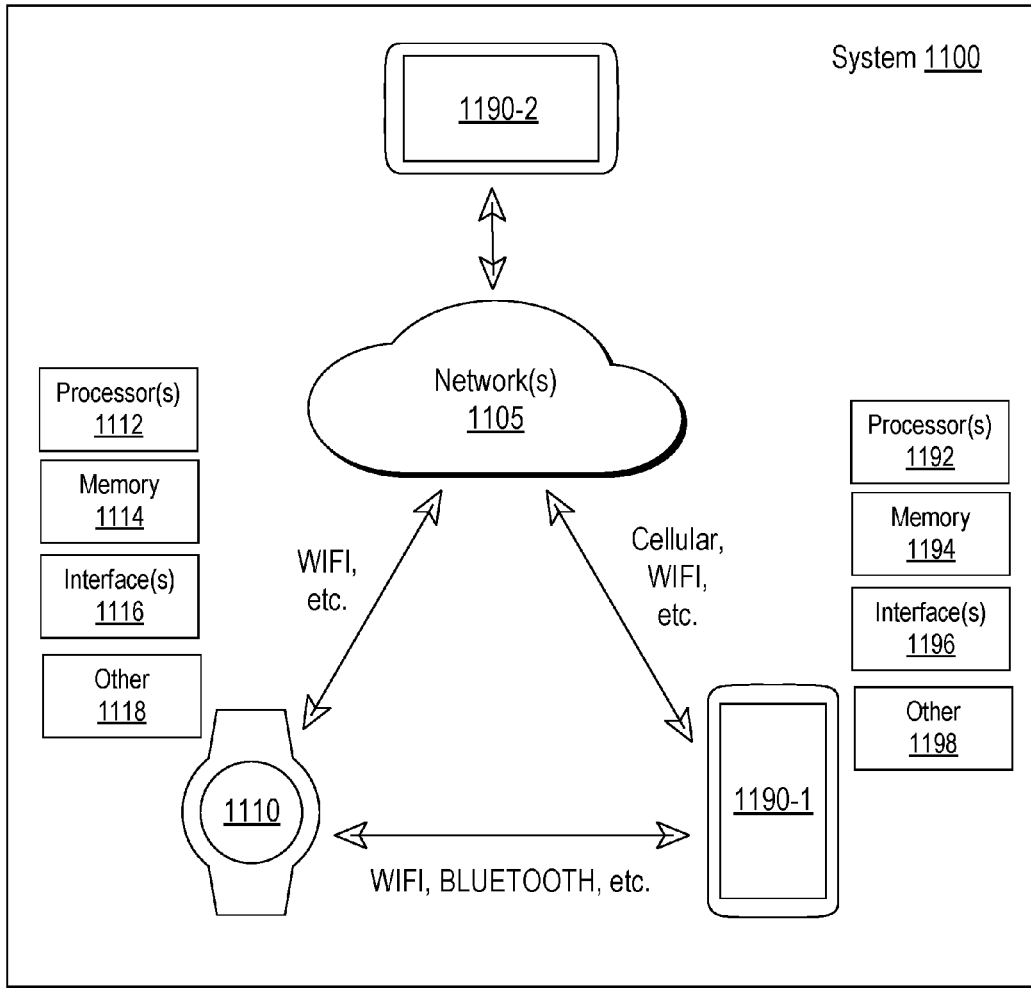 System 1100
1190-2
Network(s)
1105
Processor(s)
1112
Memory
1114
Interface(s)
1116
Other
1118
WIFI,
etc.
Cellular,
WIFI,
etc.
Processor(s)
1192
Memory
1194
Interface(s)
1196
Other
1198
1110
1190-1
WIFI, BLUETOOTH, etc.